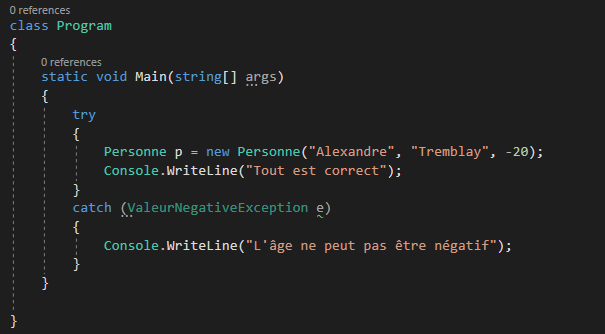 0 references
class Program
{
0 references
static void Main(string[] args)
{
try
{
Personne p = new Personne("Alexandre", "Tremblay", -20);
Console.WriteLine("Tout est correct");
}
catch (ValeurNegativeException e)
{
Console.WriteLine("L'âge ne peut pas être négatif");
}
}
}